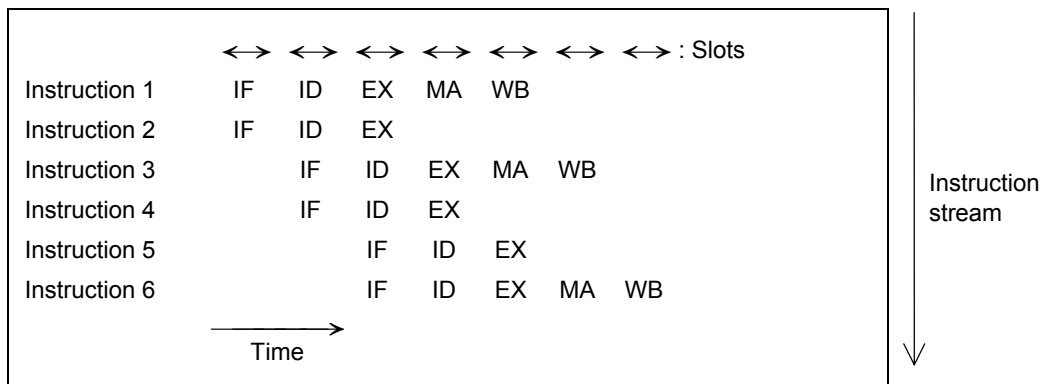 : Slots
Instruction 1 IF ID EX MA WB
Instruction 2 IF ID EX
Instruction 3 IF ID EX MA WB
Instruction 4 IF ID EX
Instruction 5 IF ID EX
Instruction 6 IF ID EX MA WB
Time
Instruction
stream